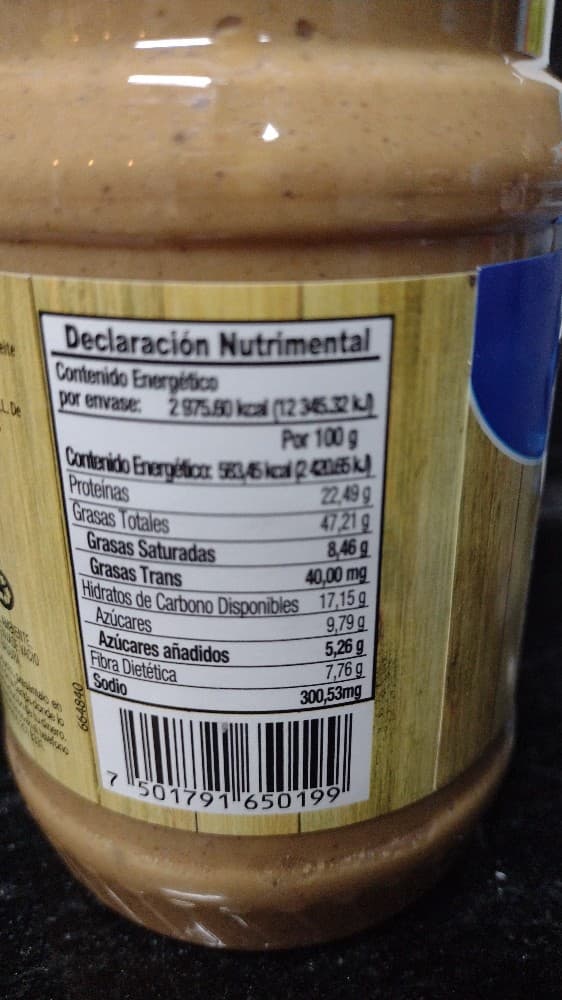 Declaración Nutrimental
Contenido Energético
por envase: 2 975.60 kcal (12 345.32 kJ)
Por 100 g
Contenido Energético: 583,45 kcal (2 420.65 kJ)
Proteínas 22,49 g
Grasas Totales 47,21 g
Grasas Saturadas 8,46 g
Grasas Trans 40,00 mg
Hidratos de Carbono Disponibles 17,15 g
Azúcares 9,79 g
Azúcares añadidos 5,26 g
Fibra Dietética 7,76 g
Sodio 300,53mg
664840
7 501791 650199